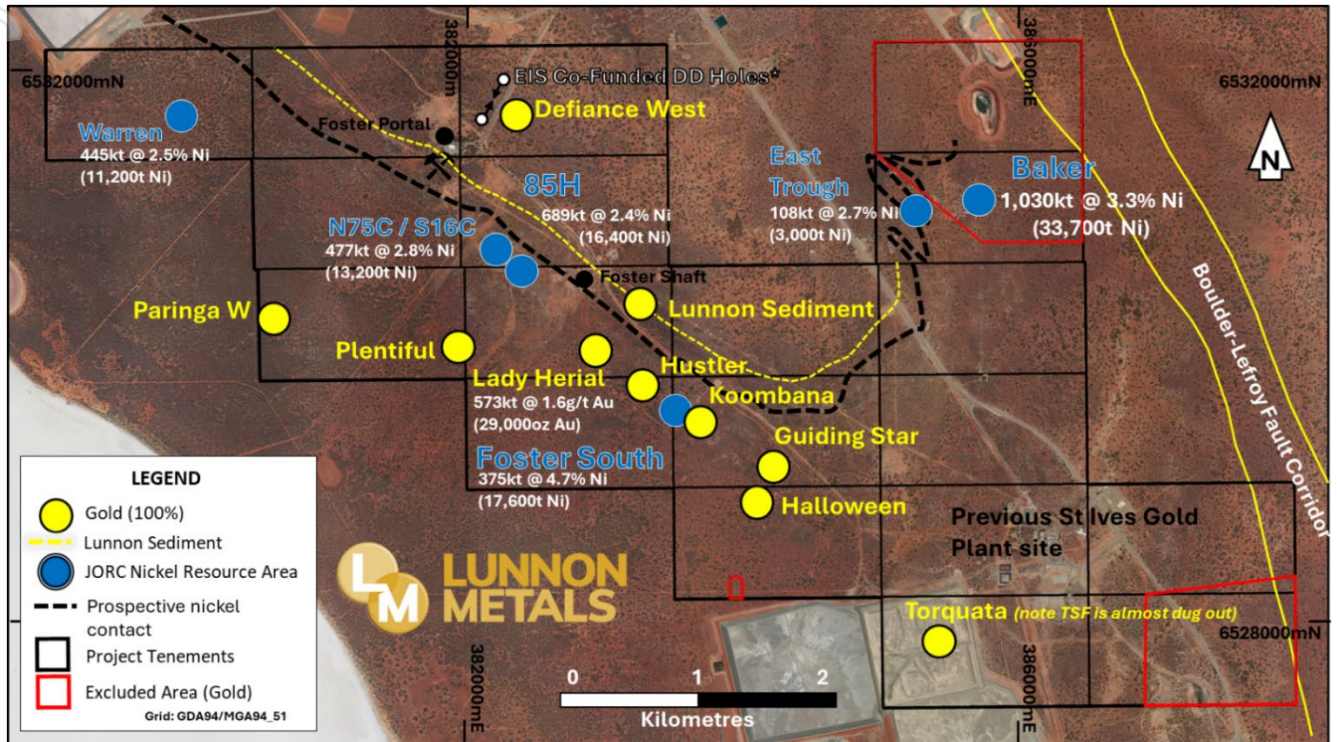 382000m
386000mE
6532000mN
6532000mN
EIS Co-Funded DD Holes*
Defiance West
Foster Portal
Warren
445kt @ 2.5% Ni
(11,200t Ni)
85H
689kt @ 2.4% Ni
(16,400t Ni)
East
Trough
108kt @ 2.7% Ni
(3,000t Ni)
Baker
1,030kt @ 3.3% Ni
(33,700t Ni)
N
N75C / S16C
477kt @ 2.8% Ni
(13,200t Ni)
Foster Shaft
Boulder-Lefroy Fault Corridor
Paringa W
Lunnon Sediment
Plentiful
Lady Herial
573kt @ 1.6g/t Au
(29,000oz Au)
Hustler
Koombana
Guiding Star
Foster South
375kt @ 4.7% Ni
(17,600t Ni)
Halloween
Previous St Ives Gold
Plant site
LEGEND
Gold (100%)
Lunnon Sediment
JORC Nickel Resource Area
Prospective nickel
contact
Project Tenements
Excluded Area (Gold)
Grid: GDA94/MGA94_51
LM
LUNNON
METALS
0
Torquata (note TSF is almost dug out)
6528000mN
382000mE
386000mE
0 1 2
Kilometres